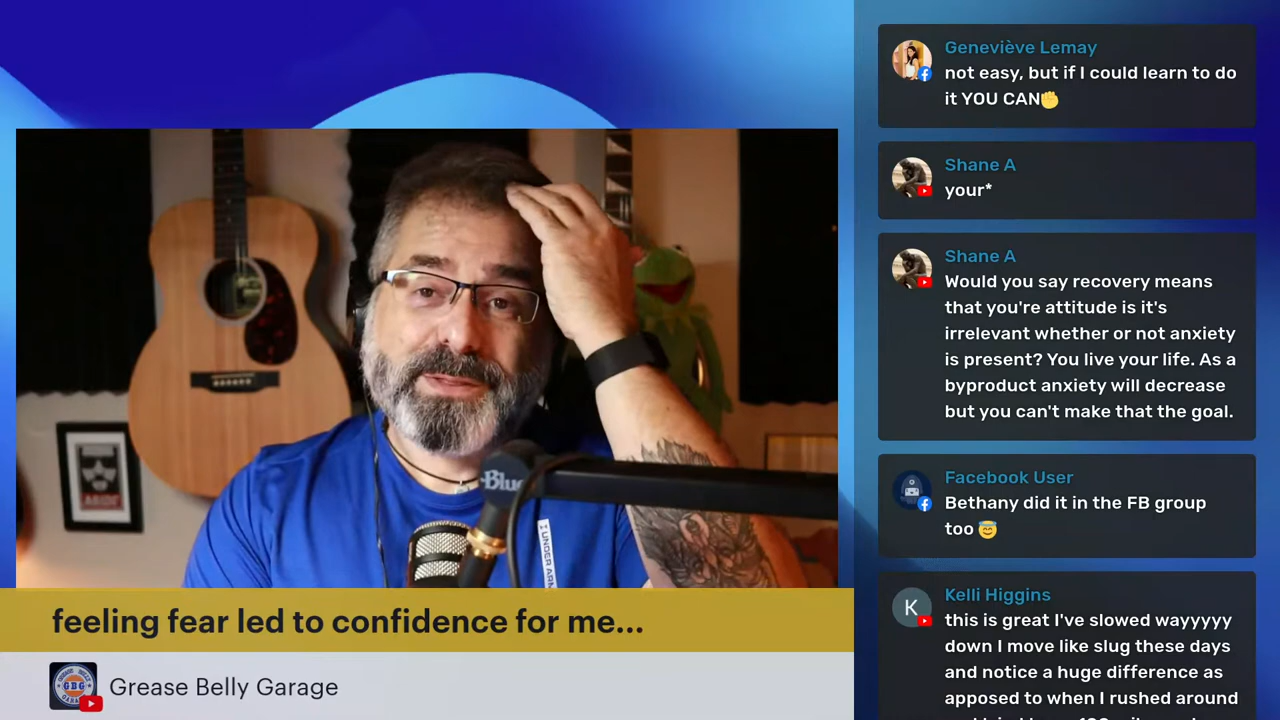 Geneviève Lemay
not easy, but if I could learn to do
it YOU CAN✊
Shane A
your*
Shane A
Would you say recovery means
that you're attitude is it's
irrelevant whether or not anxiety
is present? You live your life. As a
byproduct anxiety will decrease
but you can't make that the goal.
Facebook User
Bethany did it in the FB group
too 😇
K
Kelli Higgins
this is great I've slowed wayyyyy
down I move like slug these days
and notice a huge difference as
apposed to when I rushed around
ABIDE
Blue
UNDER ARM
feeling fear led to confidence for me...
GBG
Grease Belly Garage